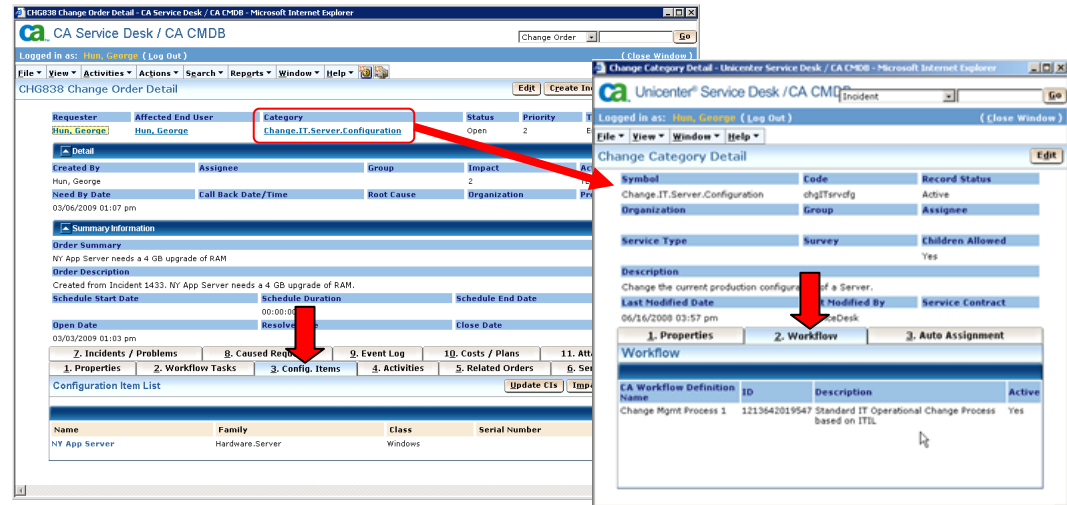 CHG838 Change Order Detail - CA Service Desk / CA CMDB - Microsoft Internet Explorer
ca CA Service Desk / CA CMDB
Change Order Go
Logged in as: Hun, George (Log Out) (Close Window)
File View Activities Actions Search Reports Window Help
CHG838 Change Order Detail Edit
Requester Affected End User Category Status Priority
Hun, George Hun, George Change.IT.Server.Configuration Open 2
Detail
Created By Assignee Group Impact
Hun, George 2
Need By Date Call Back Date/Time Root Cause Organization
03/06/2009 01:07 pm
Summary Information
Order Summary
NY App Server needs a 4 GB upgrade of RAM
Order Description
Created from Incident 1433. NY App Server needs a 4 GB upgrade of RAM.
Schedule Start Date Schedule Duration Schedule End Date
00:00:00
Open Date Close Date
03/03/2009 01:03 pm
7. Incidents / Problems 8. Caused 9. Event Log 10. Costs / Plans 11.
1. Properties 2. Workflow Tasks 3. Config. Items 4. Activities 5. Related Orders 6.
Configuration Item List Update CIs
Name Family Class Serial Number
NY App Server Hardware.Server Windows
Change Category Detail - Unicenter Service Desk / CA CMDB - Microsoft Internet Explorer
ca Unicenter® Service Desk /CA
Incident Go
Logged in as: Hun, George (Log Out) (Close Window)
File View Window Help
Change Category Detail Edit
Symbol Code Record Status
Change.IT.Server.Configuration chgITsrvcfg Active
Organization Group Assignee
Service Type Survey Children Allowed
Yes
Description
Change the current production of a Server.
Last Modified Date Modified By Service Contract
06/16/2008 03:57 pm
1. Properties 2. Workflow 3. Auto Assignment
Workflow
CA Workflow Definition Name ID Description Active
Change Mgmt Process 1 1213642019547 Standard IT Operational Change Process Yes
based on ITIL